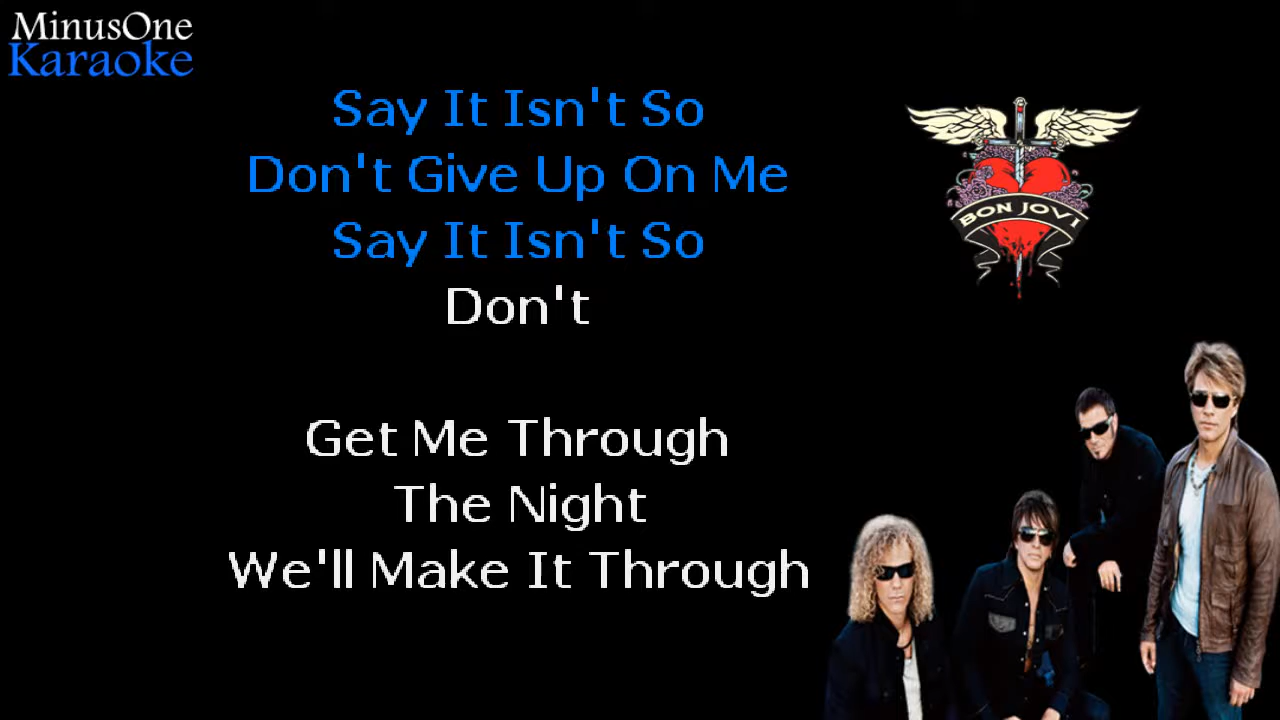 MinusOne
Karaoke
Say It Isn't So
Don't Give Up On Me
Say It Isn't So
Don't
Get Me Through
The Night
We'll Make It Through
BON JOVI